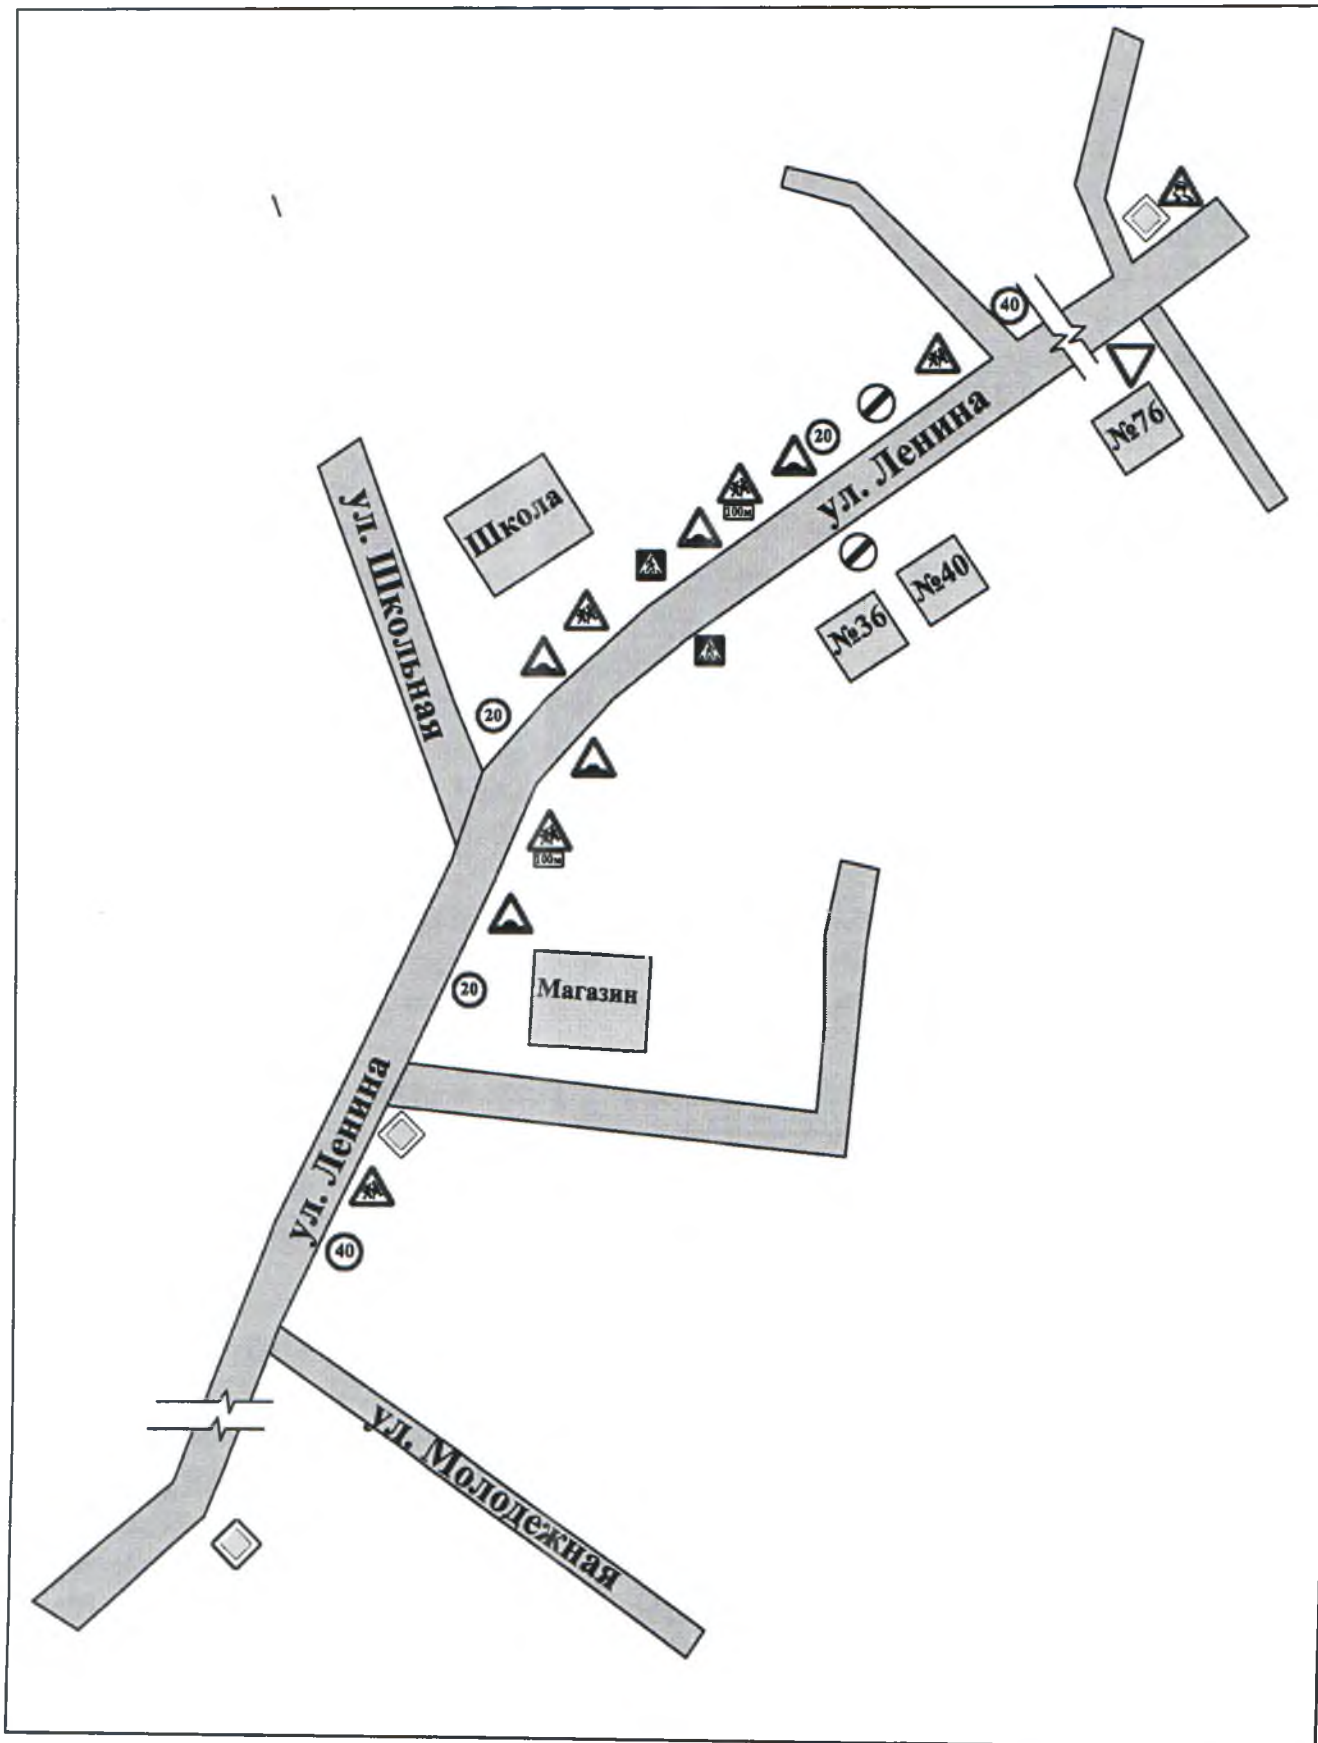 40
№76
ул. Ленина
20
100м
Школа
№40
№36
ул. Школьная
20
100м
20
Магазин
ул. Ленина
40
ул. Молодежная